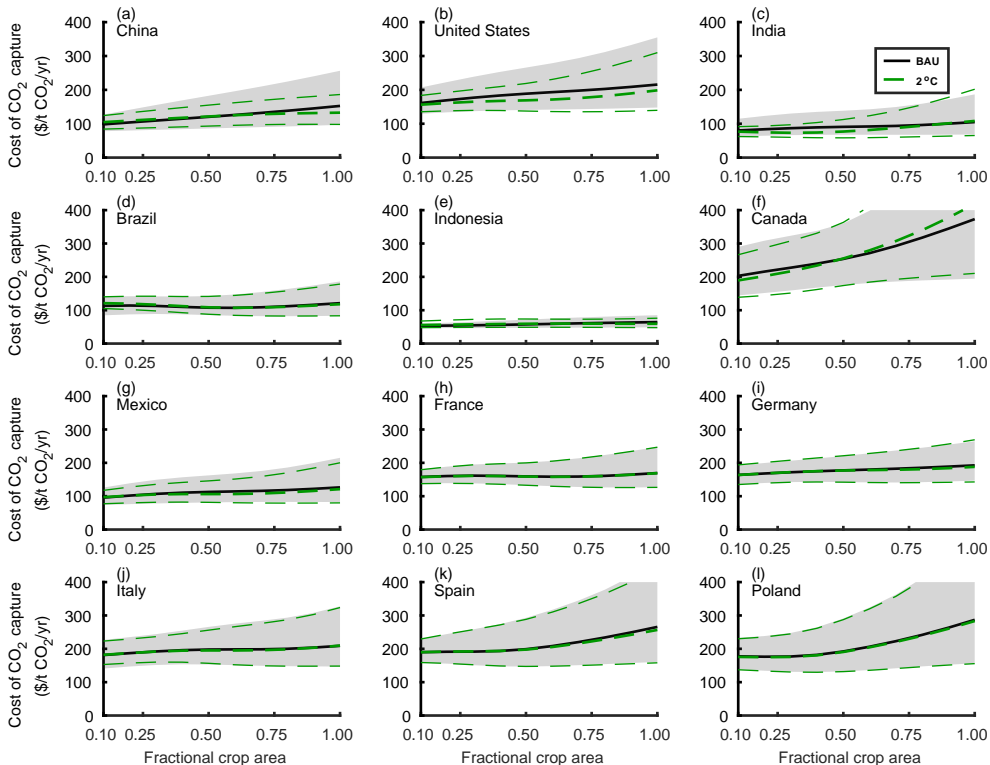 (a)
China
(b)
United States
(c)
India
BAU
2 °C
Cost of CO2 capture
($/t CO2/yr)
400
300
200
100
0
0.10 0.25 0.50 0.75 1.00
400
300
200
100
0
0.10 0.25 0.50 0.75 1.00
400
300
200
100
0
0.10 0.25 0.50 0.75 1.00
(d)
Brazil
(e)
Indonesia
(f)
Canada
Cost of CO2 capture
($/t CO2/yr)
400
300
200
100
0
0.10 0.25 0.50 0.75 1.00
400
300
200
100
0
0.10 0.25 0.50 0.75 1.00
400
300
200
100
0
0.10 0.25 0.50 0.75 1.00
(g)
Mexico
(h)
France
(i)
Germany
Cost of CO2 capture
($/t CO2/yr)
400
300
200
100
0
0.10 0.25 0.50 0.75 1.00
400
300
200
100
0
0.10 0.25 0.50 0.75 1.00
400
300
200
100
0
0.10 0.25 0.50 0.75 1.00
(j)
Italy
(k)
Spain
(l)
Poland
Cost of CO2 capture
($/t CO2/yr)
400
300
200
100
0
0.10 0.25 0.50 0.75 1.00
Fractional crop area
400
300
200
100
0
0.10 0.25 0.50 0.75 1.00
Fractional crop area
400
300
200
100
0
0.10 0.25 0.50 0.75 1.00
Fractional crop area